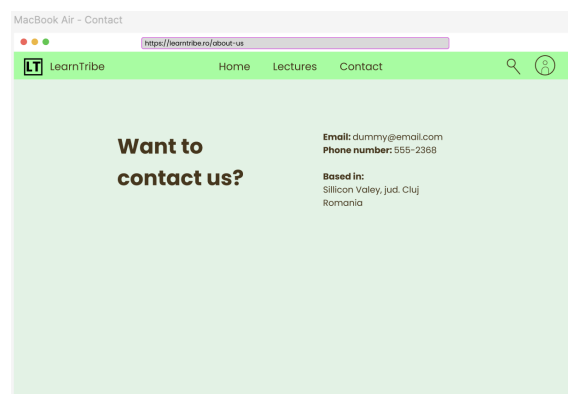 MacBook Air - Contact
https://learntribe.ro/about-us
LT LearnTribe Home Lectures Contact
Want to
contact us?
Email: dummy@email.com
Phone number: 555-2368
Based in:
Sillicon Valey, jud. Cluj
Romania